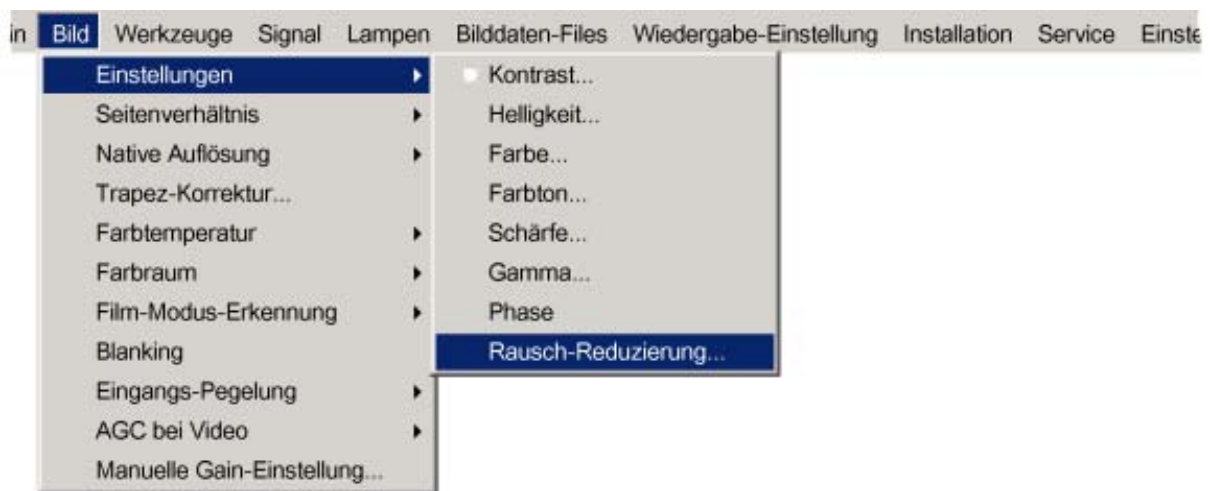 in Bild Werkzeuge Signal Lampen Bilddaten-Files Wiedergabe-Einstellung Installation Service Einste
Einstellungen
Seitenverhältnis
Native Auflösung
Trapez-Korrektur...
Farbtemperatur
Farbraum
Film-Modus-Erkennung
Blanking
Eingangs-Pegelung
AGC bei Video
Manuelle Gain-Einstellung...
Kontrast...
Helligkeit...
Farbe...
Farbton...
Schärfe...
Gamma...
Phase
Rausch-Reduzierung...